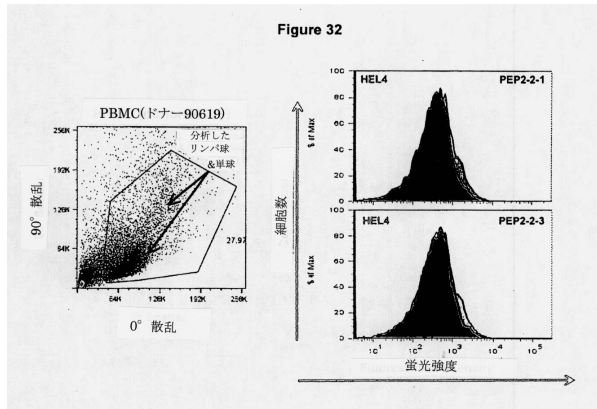 Figure 32
PBMC(ドナー90619)
256K
192K
128K
64K
64K
128K
192K
256K
分析した
リンパ球
&単球
27.97
90°散乱
0°散乱
細胞数
HEL4
PEP2-2-1
% of Max
100
80
60
40
20
0
HEL4
PEP2-2-3
% of Max
100
80
60
40
20
0
10¹
10²
10³
10⁴
10⁵
蛍光強度